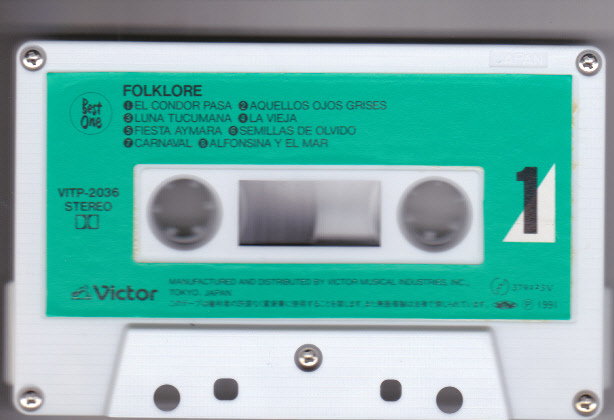 JAPAN
Best One
FOLKLORE
❶EL CONDOR PASA ❷AQUELLOS OJOS GRISES
❸LUNA TUCUMANA ❹LA VIEJA
❺FIESTA AYMARA ❻SEMILLAS DE OLVIDO
❼CARNAVAL ❽ALFONSINA Y EL MAR
VITP-2036
STEREO
1
Victor
MANUFACTURED AND DISTRIBUTED BY VICTOR MUSICAL INDUSTRIES, INC.,
TOKYO, JAPAN
Ⓟ 1991